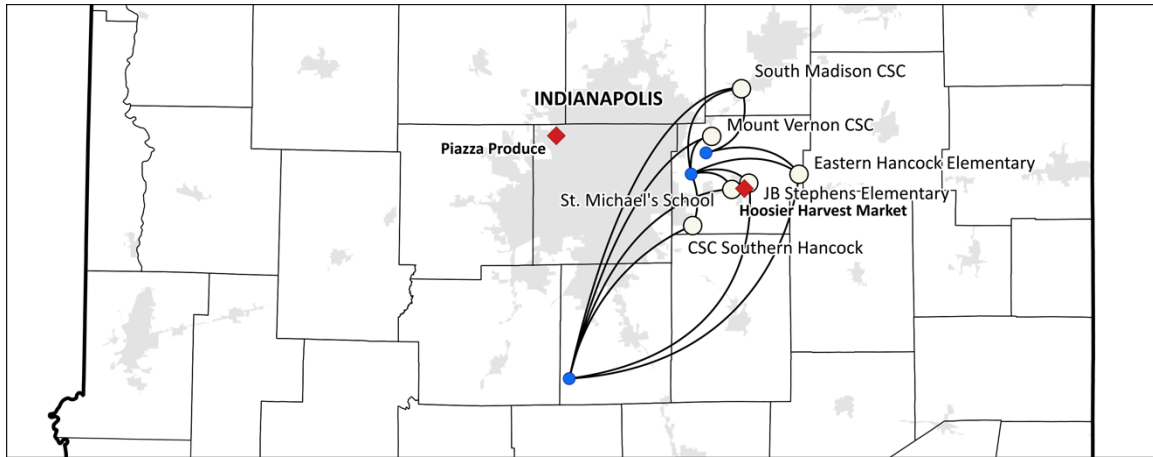 South Madison CSC
INDIANAPOLIS
Mount Vernon CSC
Piazza Produce
Eastern Hancock Elementary
St. Michael's School
JB Stephens Elementary
Hoosier Harvest Market
CSC Southern Hancock